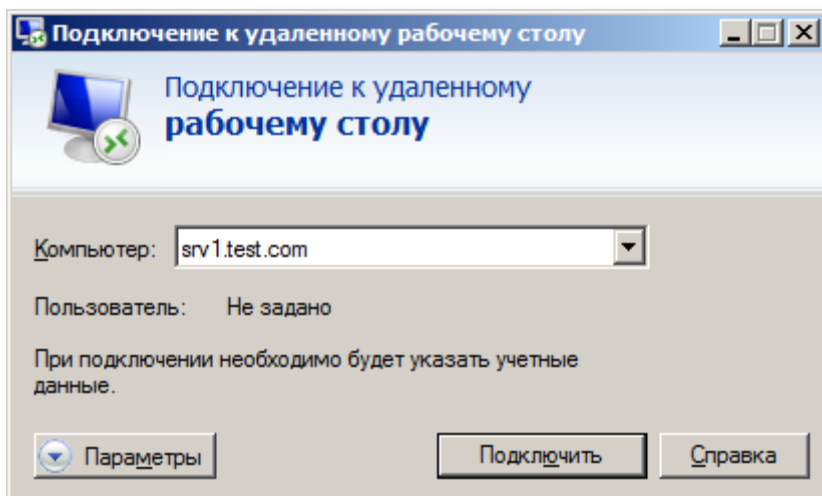 Подключение к удаленному рабочему столу
Подключение к удаленному
рабочему столу
Компьютер: srv1.test.com
Пользователь: Не задано
При подключении необходимо будет указать учетные
данные.
Параметры Подключить Справка